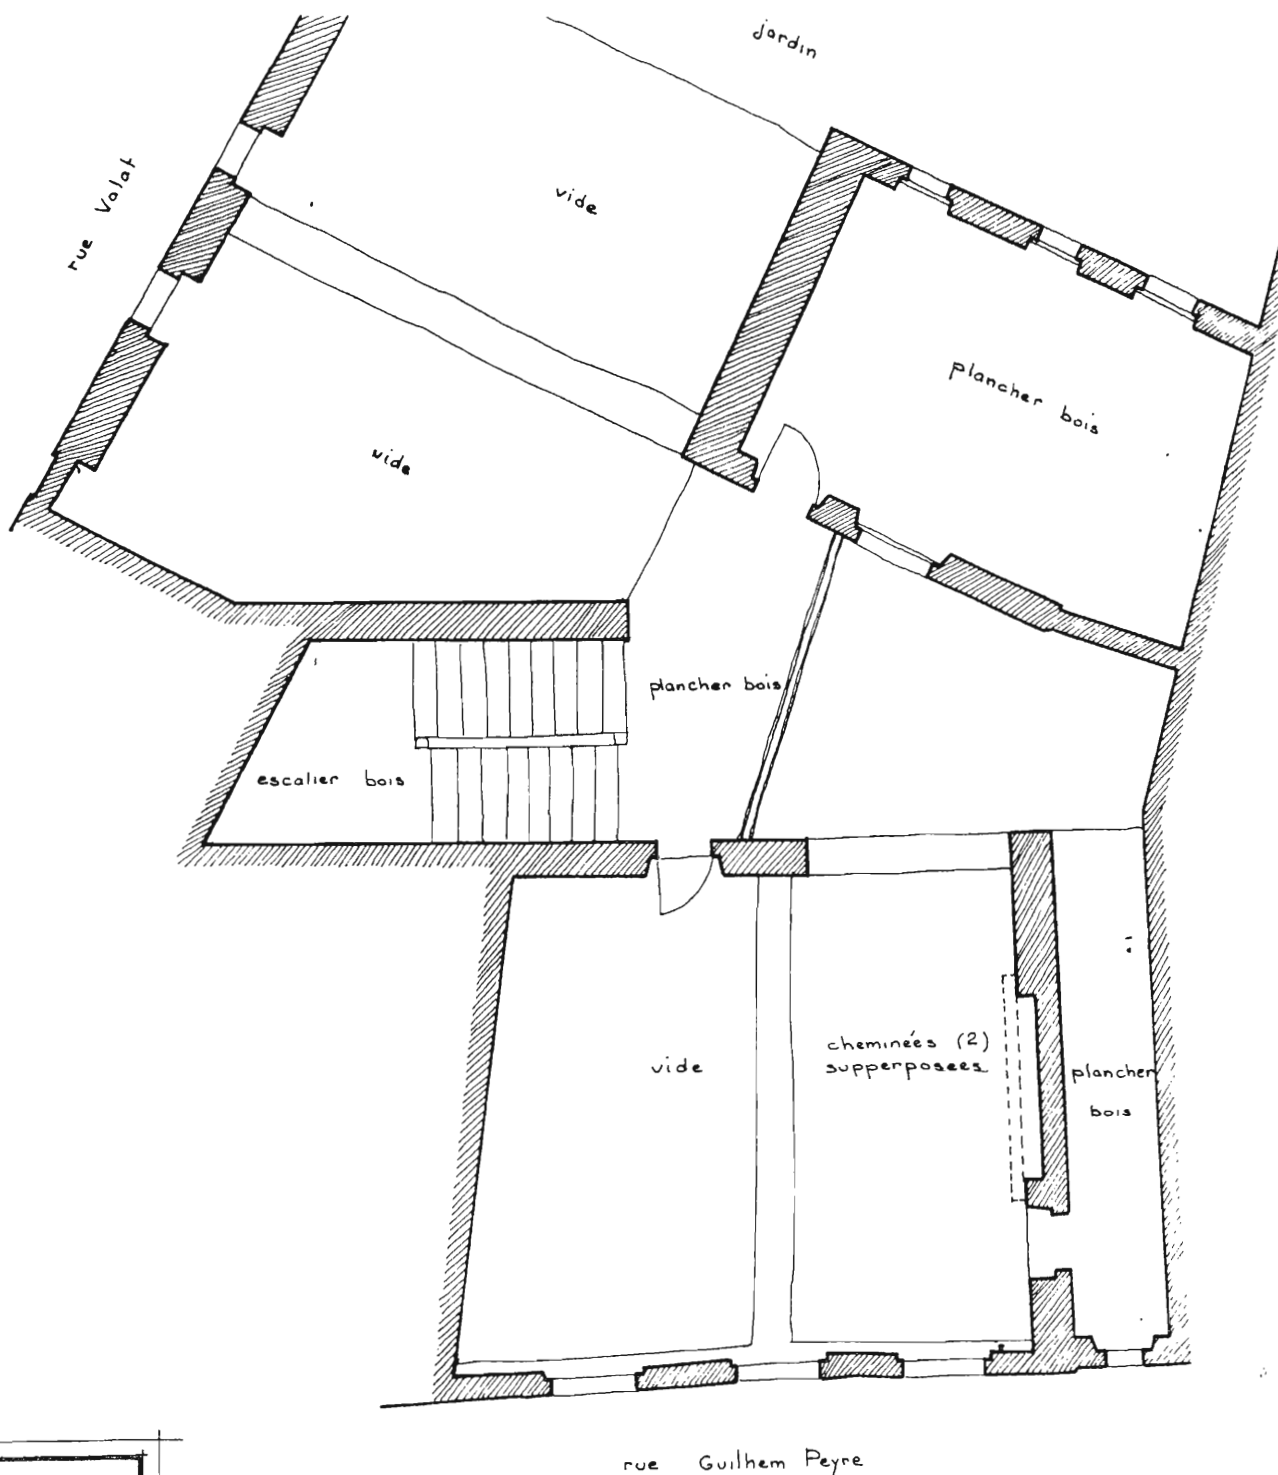 jardin
rue Valat
vide
plancher bois
vide
plancher bois
escalier bois
cheminées (2)
supperposees
vide
plancher
bois
rue Guilhem Peyre